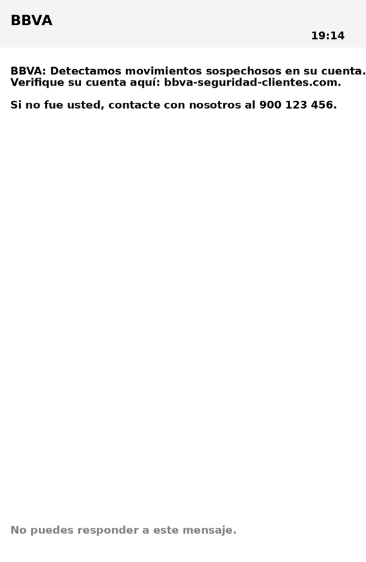 BBVA
19:14
BBVA: Detectamos movimientos sospechosos en su cuenta.
Verifique su cuenta aquí: bbva-seguridad-clientes.com.
Si no fue usted, contacte con nosotros al 900 123 456.
No puedes responder a este mensaje.